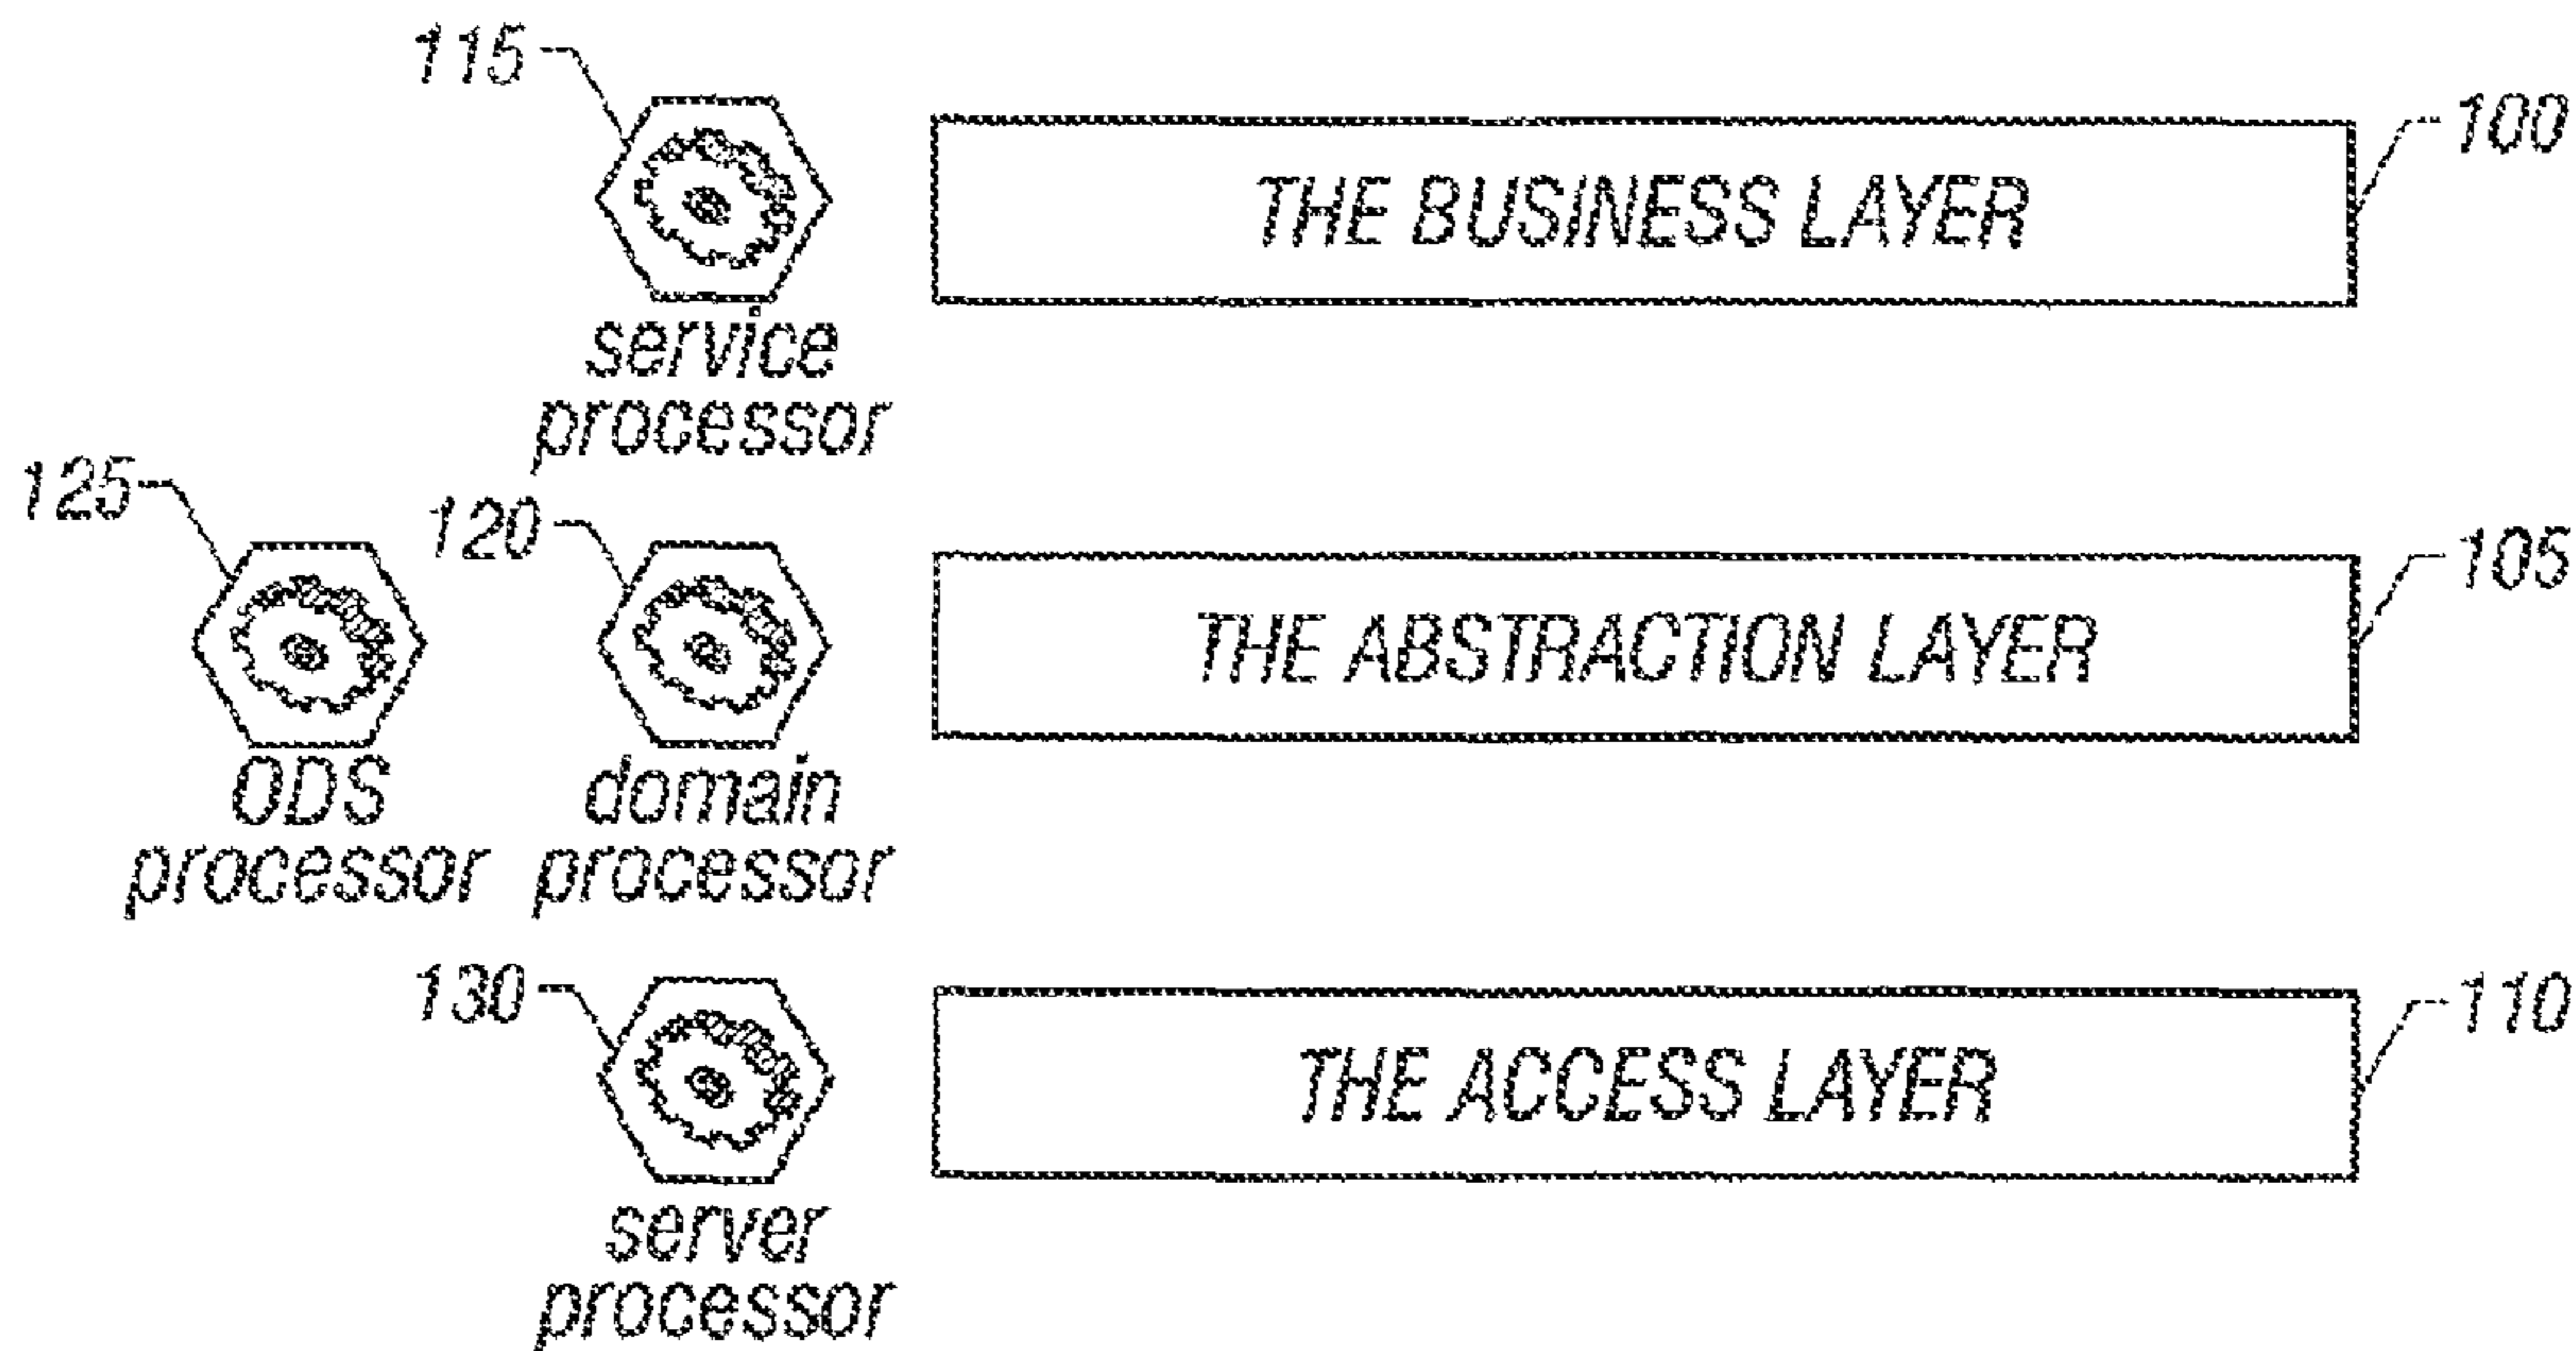 115
100
THE BUSINESS LAYER
service
processor
125
120
105
THE ABSTRACTION LAYER
ODS
processor
domain
processor
130
110
THE ACCESS LAYER
server
processor